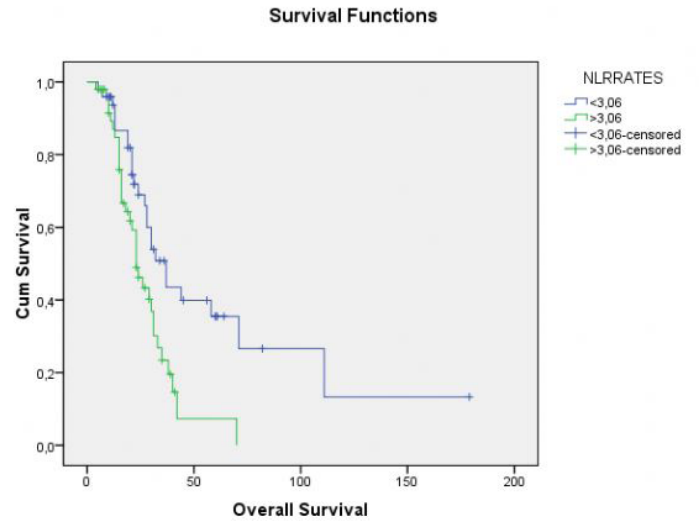 Survival Functions
NLRRATES
<3,06
>3,06
<3,06-censored
>3,06-censored
Cum Survival
1,0
0,8
0,6
0,4
0,2
0,0
0
50
100
150
200
Overall Survival